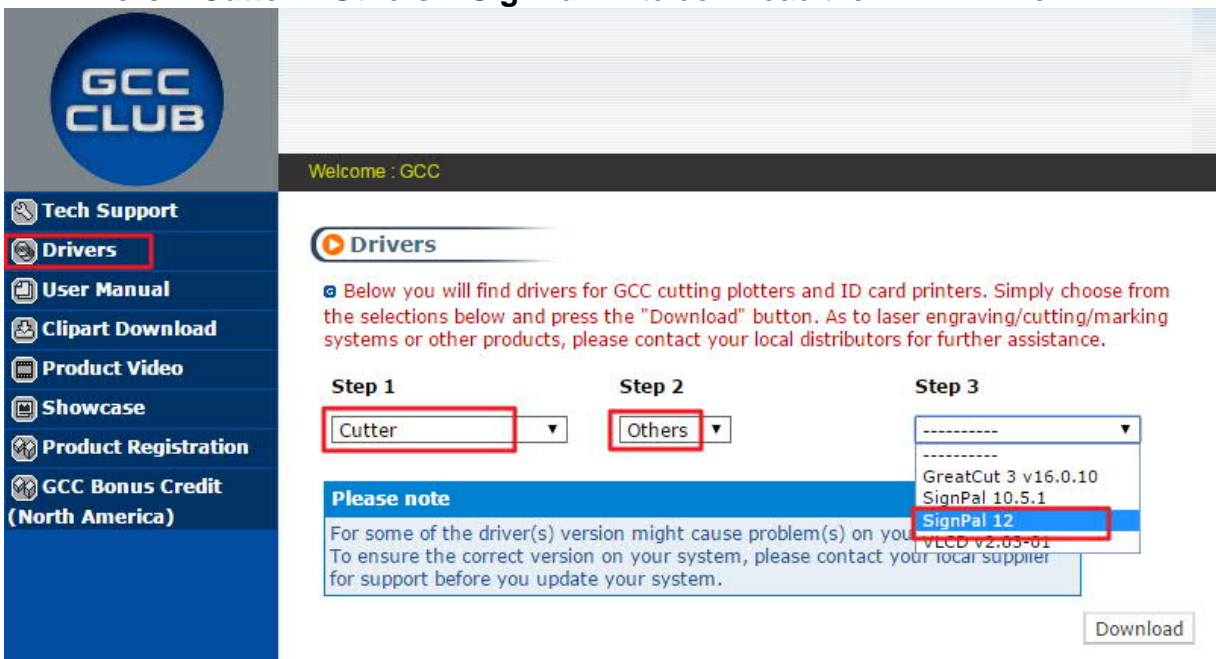 GCC
CLUB
Welcome : GCC
Tech Support
Drivers
User Manual
Clipart Download
Product Video
Showcase
Product Registration
GCC Bonus Credit
(North America)
Drivers
Below you will find drivers for GCC cutting plotters and ID card printers. Simply choose from
the selections below and press the "Download" button. As to laser engraving/cutting/marking
systems or other products, please contact your local distributors for further assistance.
Step 1 Step 2 Step 3
Cutter Others ----------
----------
GreatCut 3 v16.0.10
SignPal 10.5.1
SignPal 12
VLCD v2.03-01
Please note
For some of the driver(s) version might cause problem(s) on
To ensure the correct version on your system, please contact your local supplier
for support before you update your system.
Download